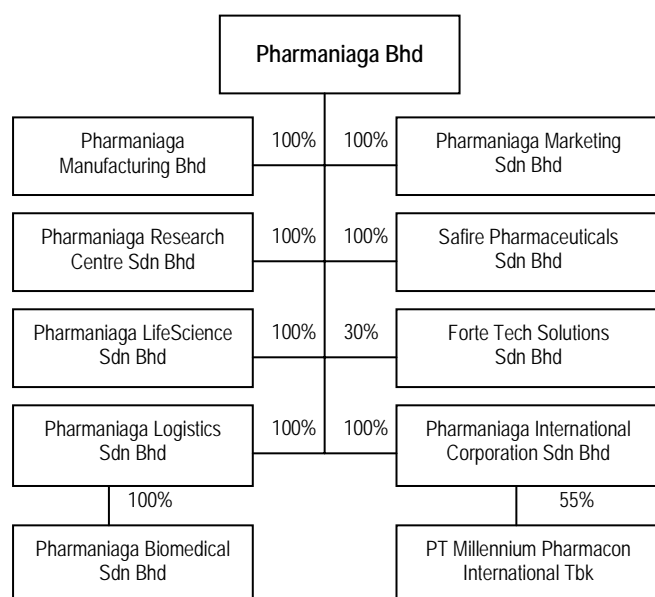 Pharmaniaga Bhd
Pharmaniaga
Manufacturing Bhd
100%
100%
Pharmaniaga Marketing
Sdn Bhd
Pharmaniaga Research
Centre Sdn Bhd
100%
100%
Safire Pharmaceuticals
Sdn Bhd
Pharmaniaga LifeScience
Sdn Bhd
100%
30%
Forte Tech Solutions
Sdn Bhd
Pharmaniaga Logistics
Sdn Bhd
100%
100%
Pharmaniaga International
Corporation Sdn Bhd
100%
55%
Pharmaniaga Biomedical
Sdn Bhd
PT Millennium Pharmacon
International Tbk